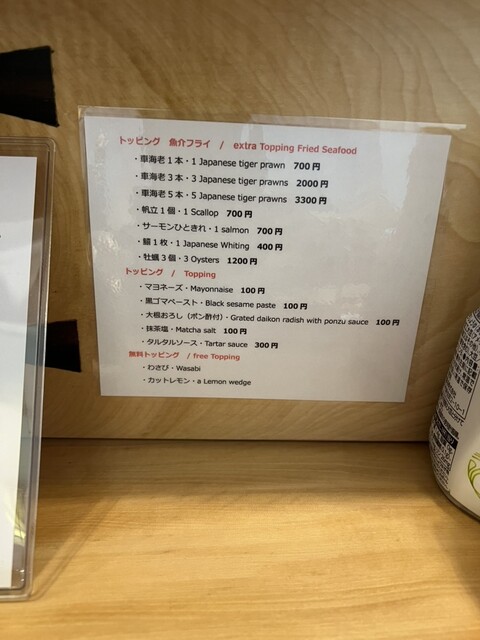 トッピング 魚介フライ / extra Topping Fried Seafood
・車海老１本・1 Japanese tiger prawn 700円
・車海老３本・3 Japanese tiger prawns 2000円
・車海老５本・5 Japanese tiger prawns 3300円
・帆立１個・1 Scallop 700円
・サーモンひときれ・1 salmon 700円
・鱚１枚・1 Japanese Whiting 400円
・牡蠣３個・3 Oysters 1200円
トッピング / Topping
・マヨネーズ・Mayonnaise 100円
・黒ゴマペースト・Black sesame paste 100円
・大根おろし（ポン酢付）・Grated daikon radish with ponzu sauce 100円
・抹茶塩・Matcha salt 100円
・タルタルソース・Tartar sauce 300円
無料トッピング / free Topping
・わさび・Wasabi
・カットレモン・a Lemon wedge